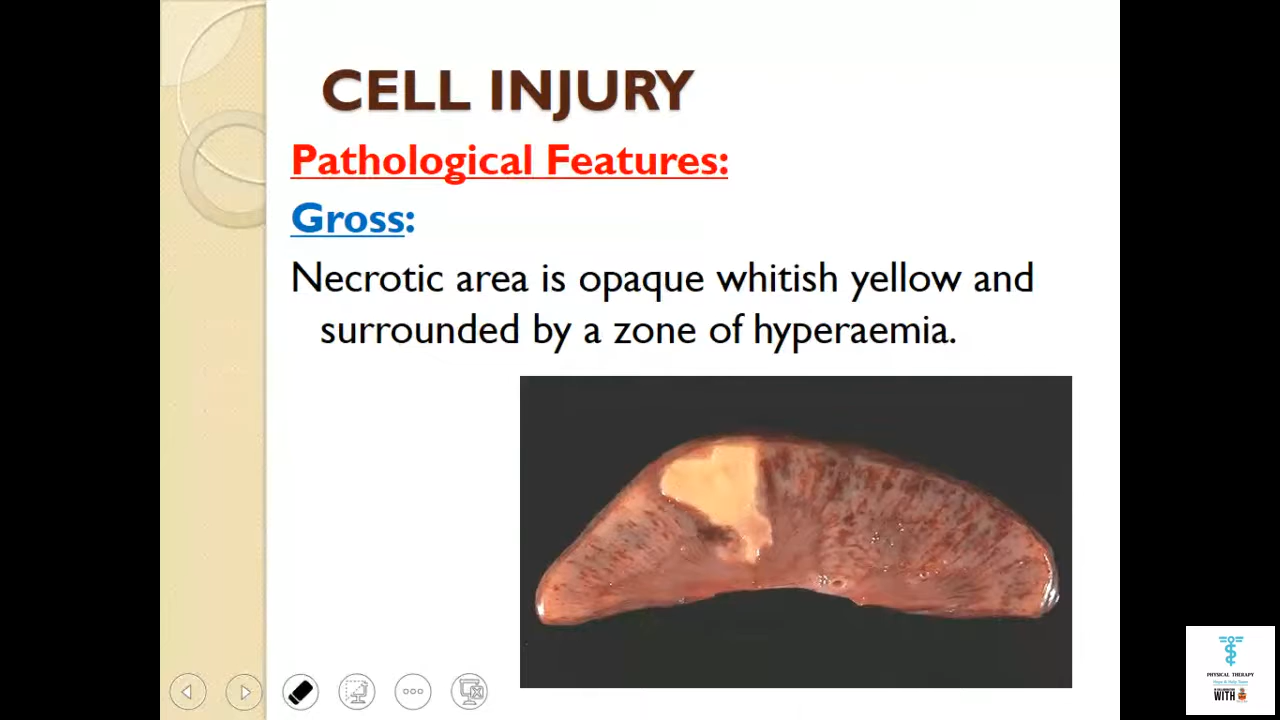 CELL INJURY
Pathological Features:
Gross:
Necrotic area is opaque whitish yellow and
surrounded by a zone of hyperaemia.
PHYSICAL THERAPY
WITH